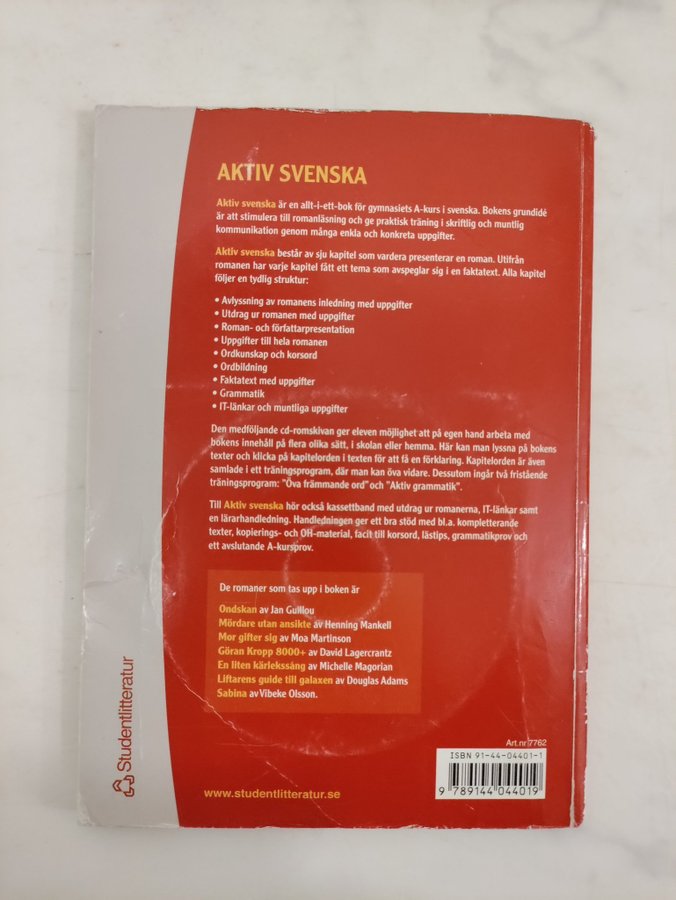 AKTIV SVENSKA
Aktiv svenska är en allt-i-ett-bok för gymnasiets A-kurs i svenska. Bokens grundidé
är att stimulera till romanläsning och ge praktisk träning i skriftlig och muntlig
kommunikation genom många enkla och konkreta uppgifter.
Aktiv svenska består av sju kapitel som vardera presenterar en roman. Utifrån
romanen har varje kapitel fått ett tema som avspeglar sig i en faktatext. Alla kapitel
följer en tydlig struktur:
• Avlyssning av romanens inledning med uppgifter
• Utdrag ur romanen med uppgifter
• Roman- och författarpresentation
• Uppgifter till hela romanen
• Ordkunskap och korsord
• Ordbildning
• Faktatext med uppgifter
• Grammatik
• IT-länkar och muntliga uppgifter
Den medföljande cd-romskivan ger eleven möjlighet att på egen hand arbeta med
bokens innehåll på flera olika sätt, i skolan eller hemma. Här kan man lyssna på bokens
texter och klicka på kapitelorden i texten för att få en förklaring. Kapitelorden är även
samlade i ett träningsprogram, där man kan öva vidare. Dessutom ingår två fristående
träningsprogram: "Öva främmande ord" och "Aktiv grammatik".
Till Aktiv svenska hör också kassettband med utdrag ur romanerna, IT-länkar samt
en lärarhandledning. Handledningen ger ett bra stöd med bl.a. kompletterande
texter, kopierings- och OH-material, facit till korsord, lästips, grammatikprov och
ett avslutande A-kursprov.
De romaner som tas upp i boken är
Ondskan av Jan Guillou
Mördare utan ansikte av Henning Mankell
Mor gifter sig av Moa Martinson
Göran Kropp 8000+ av David Lagercrantz
En liten kärlekssång av Michelle Magorian
Liftarens guide till galaxen av Douglas Adams
Sabina av Vibeke Olsson.
Studentlitteratur
www.studentlitteratur.se
Art.nr 7762
ISBN 91-44-04401-1
9 789144 044019